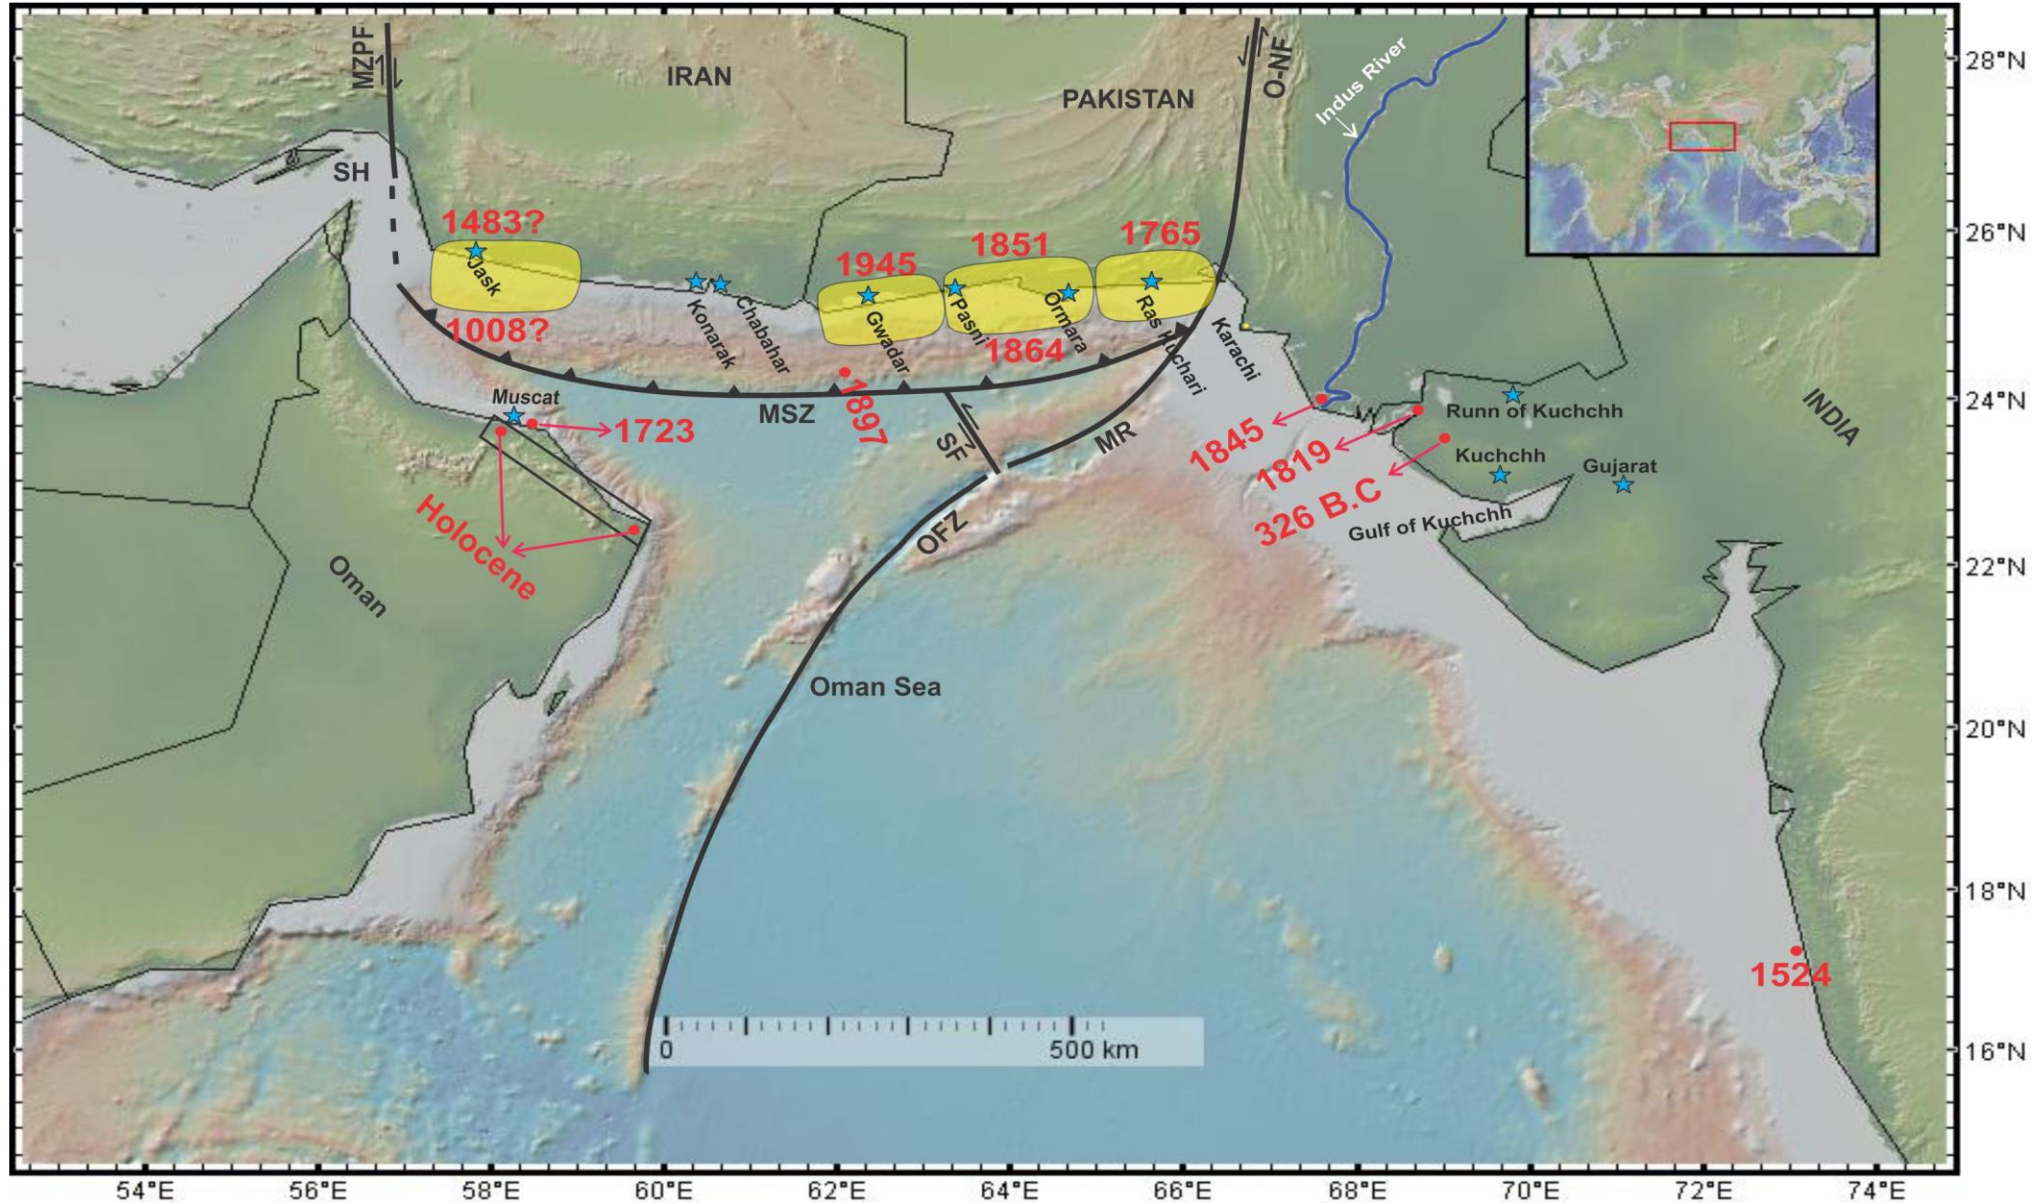 MZPF
IRAN
O-NF
PAKISTAN
Indus River
28°N
SH
26°N
1483?
Jask
1008?
1945
Gwadar
1851
Pasni
Ormara
1864
1765
Ras Kuchari
Karachi
Konarak
Chabahar
24°N
Muscat
1723
MSZ
1897
SF
MR
1845
1819
326 B.C
Runn of Kuchchh
Kuchchh
Gujarat
INDIA
Gulf of Kuchchh
Holocene
Oman
OFZ
22°N
Oman Sea
20°N
18°N
1524
0
500 km
16°N
54°E
56°E
58°E
60°E
62°E
64°E
66°E
68°E
70°E
72°E
74°E